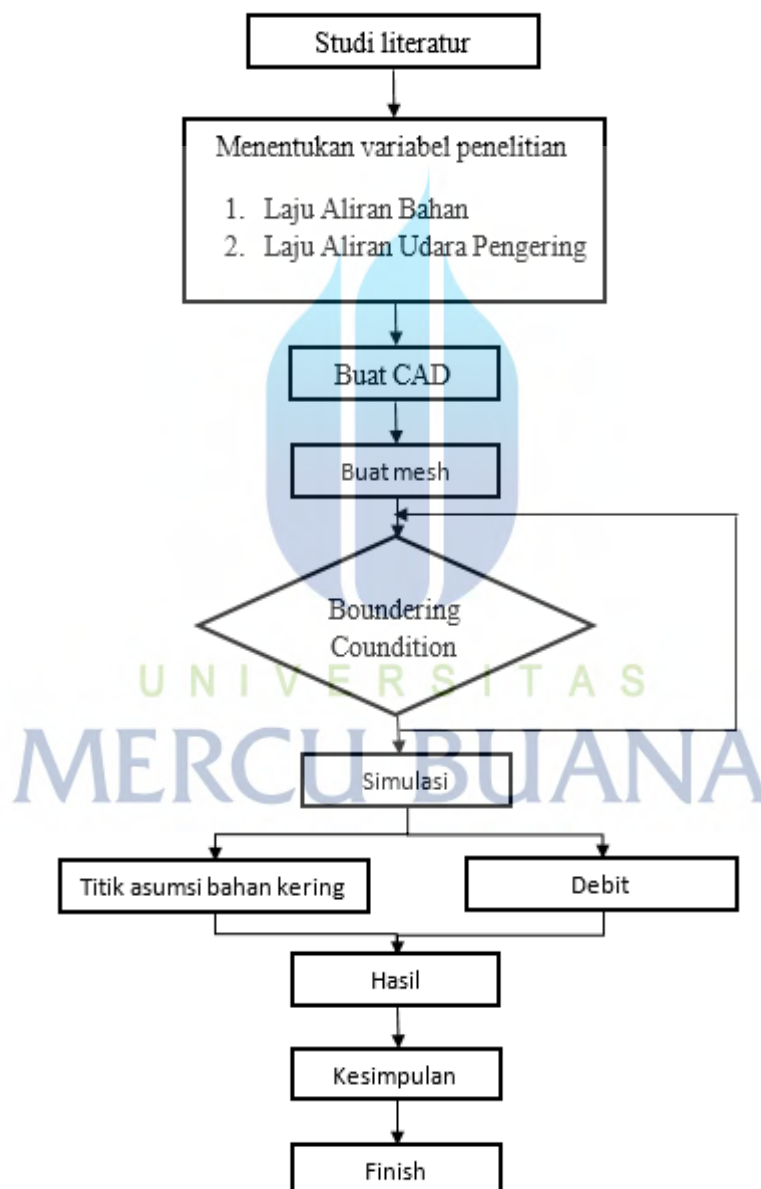 Studi literatur
Menentukan variabel penelitian
1. Laju Aliran Bahan
2. Laju Aliran Udara Pengering
Buat CAD
Buat mesh
Boundering
Coundition
UNIVERSITAS
MERCU BUANA
Simulasi
Titik asumsi bahan kering
Debit
Hasil
Kesimpulan
Finish